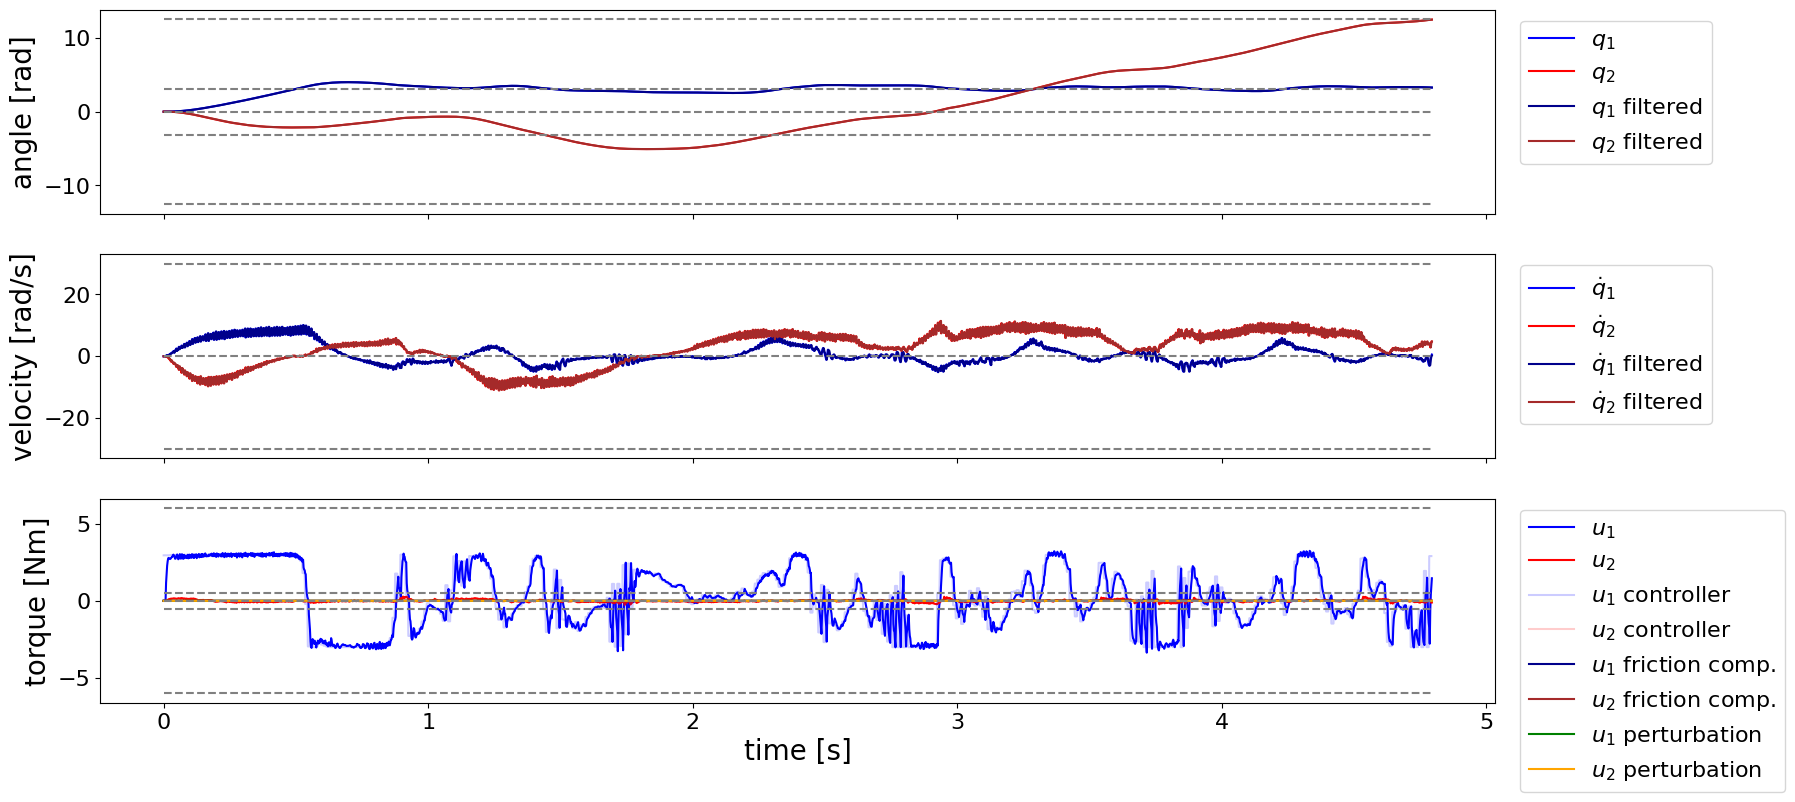 angle [rad]
10
0
−10
q₁
q₂
q₁ filtered
q₂ filtered
velocity [rad/s]
20
0
−20
q̇₁
q̇₂
q̇₁ filtered
q̇₂ filtered
torque [Nm]
5
0
−5
0 1 2 3 4 5
time [s]
u₁
u₂
u₁ controller
u₂ controller
u₁ friction comp.
u₂ friction comp.
u₁ perturbation
u₂ perturbation